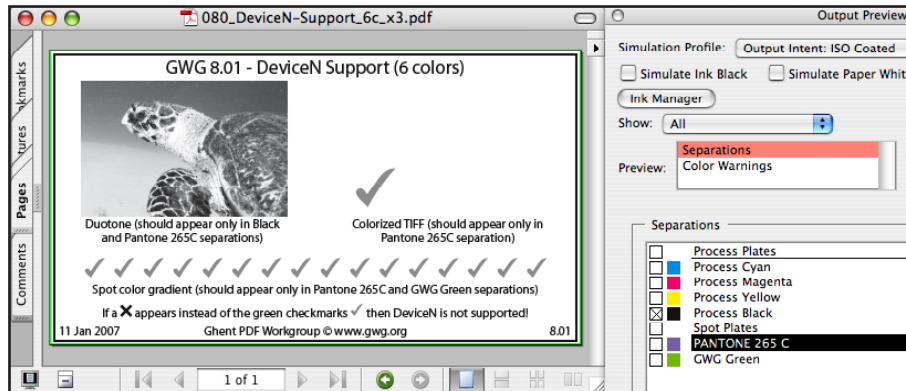 080_DeviceN-Support_6c_x3.pdf
kmarks
tures
Pages
Comments
GWG 8.01 - DeviceN Support (6 colors)
Duotone (should appear only in Black
and Pantone 265C separations)
Colorized TIFF (should appear only in
Pantone 265C separation)
Spot color gradient (should appear only in Pantone 265C and GWG Green separations)
If a ✕ appears instead of the green checkmarks ✓ then DeviceN is not supported!
11 Jan 2007 Ghent PDF Workgroup © www.gwg.org 8.01
1 of 1
Output Preview
Simulation Profile: Output Intent: ISO Coated
Simulate Ink Black Simulate Paper Whit
Ink Manager
Show: All
Preview:
Separations
Color Warnings
Separations
Process Plates
Process Cyan
Process Magenta
Process Yellow
Process Black
Spot Plates
PANTONE 265 C
GWG Green